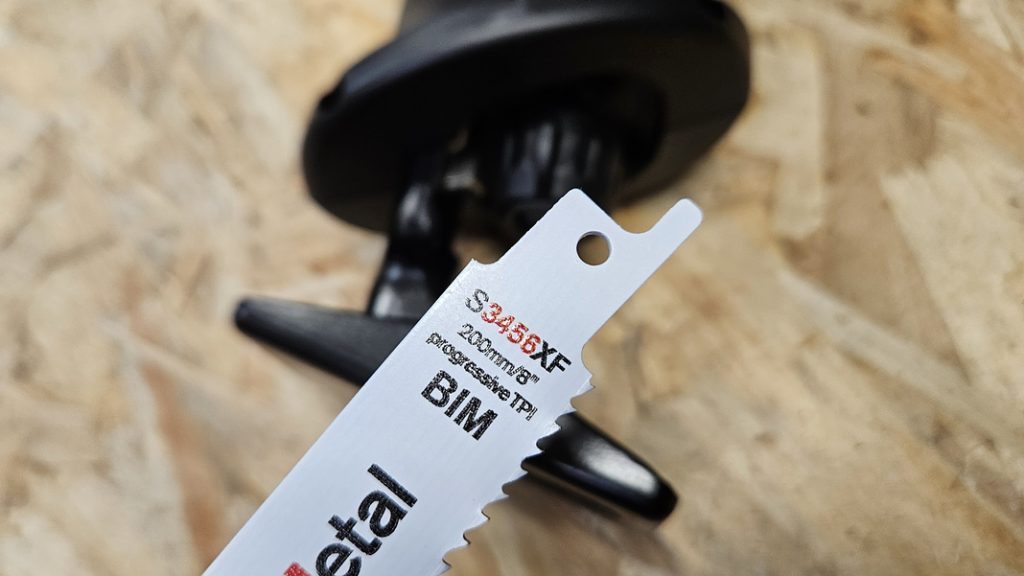 S3456XF
200mm/8"
progressive TPI
BIM
etal